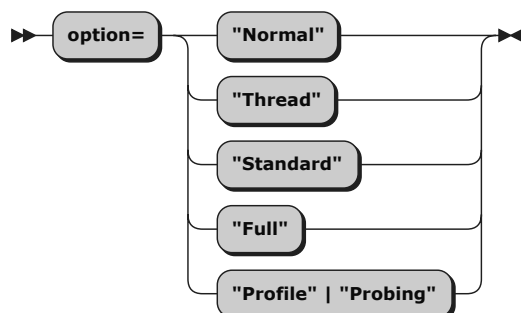 option=
"Normal"
"Thread"
"Standard"
"Full"
"Profile" | "Probing"